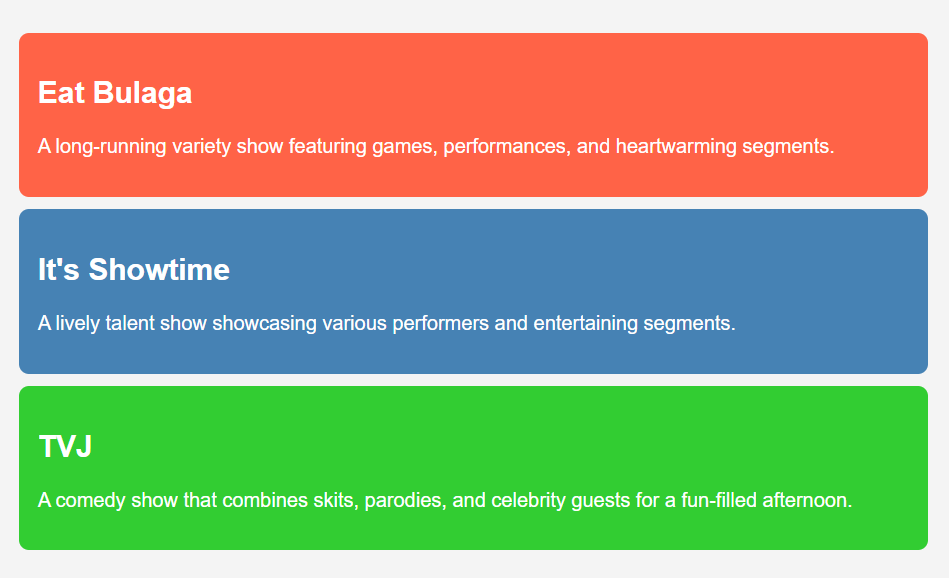 Eat Bulaga
A long-running variety show featuring games, performances, and heartwarming segments.
It's Showtime
A lively talent show showcasing various performers and entertaining segments.
TVJ
A comedy show that combines skits, parodies, and celebrity guests for a fun-filled afternoon.